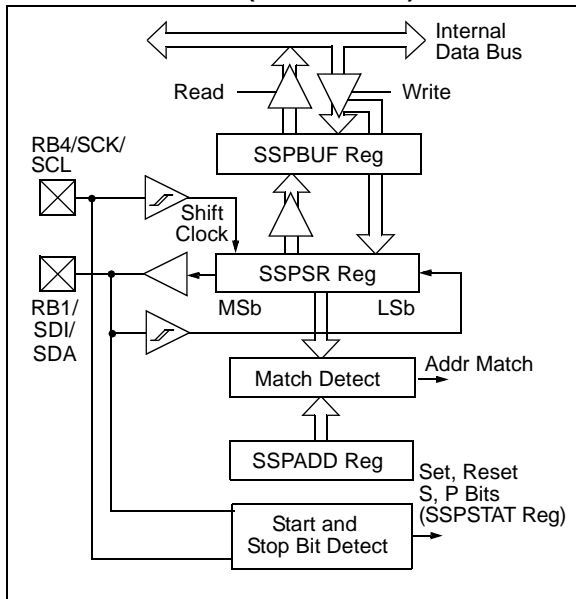 Internal
Data Bus
Read
Write
SSPBUF Reg
RB4/SCK/
SCL
Shift
Clock
SSPSR Reg
MSb
LSb
RB1/
SDI/
SDA
Addr Match
Match Detect
SSPADD Reg
Set, Reset
S, P Bits
(SSPSTAT Reg)
Start and
Stop Bit Detect